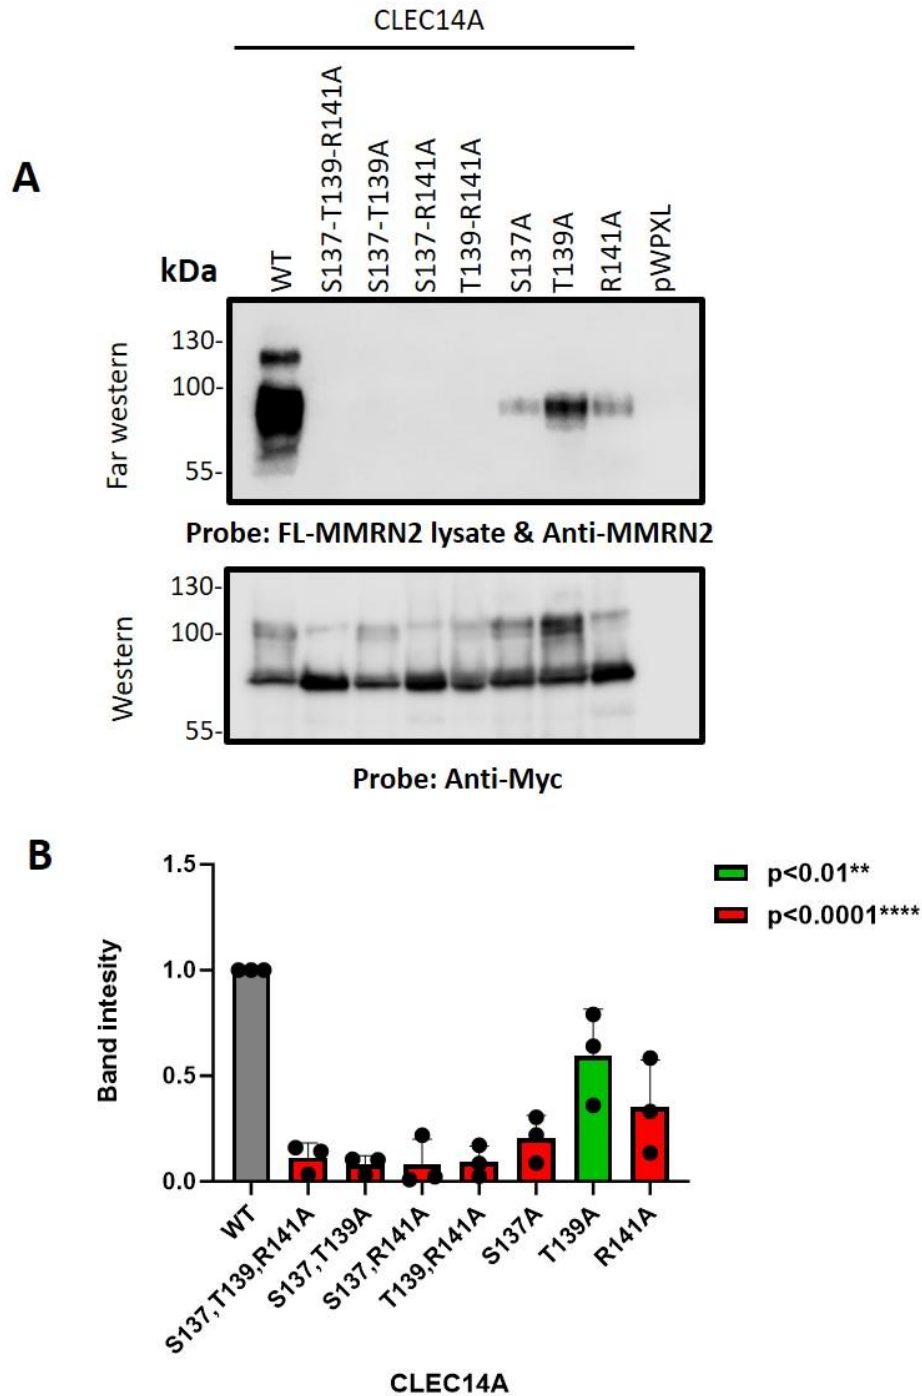 CLEC14A
A
kDa
WT
S137-T139-R141A
S137-T139A
S137-R141A
T139-R141A
S137A
T139A
R141A
pWPXL
Far western
130-
100-
55-
Probe: FL-MMRN2 lysate & Anti-MMRN2
Western
130-
100-
55-
Probe: Anti-Myc
B
Band intesity
1.5
1.0
0.5
0.0
p<0.01**
p<0.0001****
WT
S137,T139,R141A
S137,T139A
S137,R141A
T139,R141A
S137A
T139A
R141A
CLEC14A